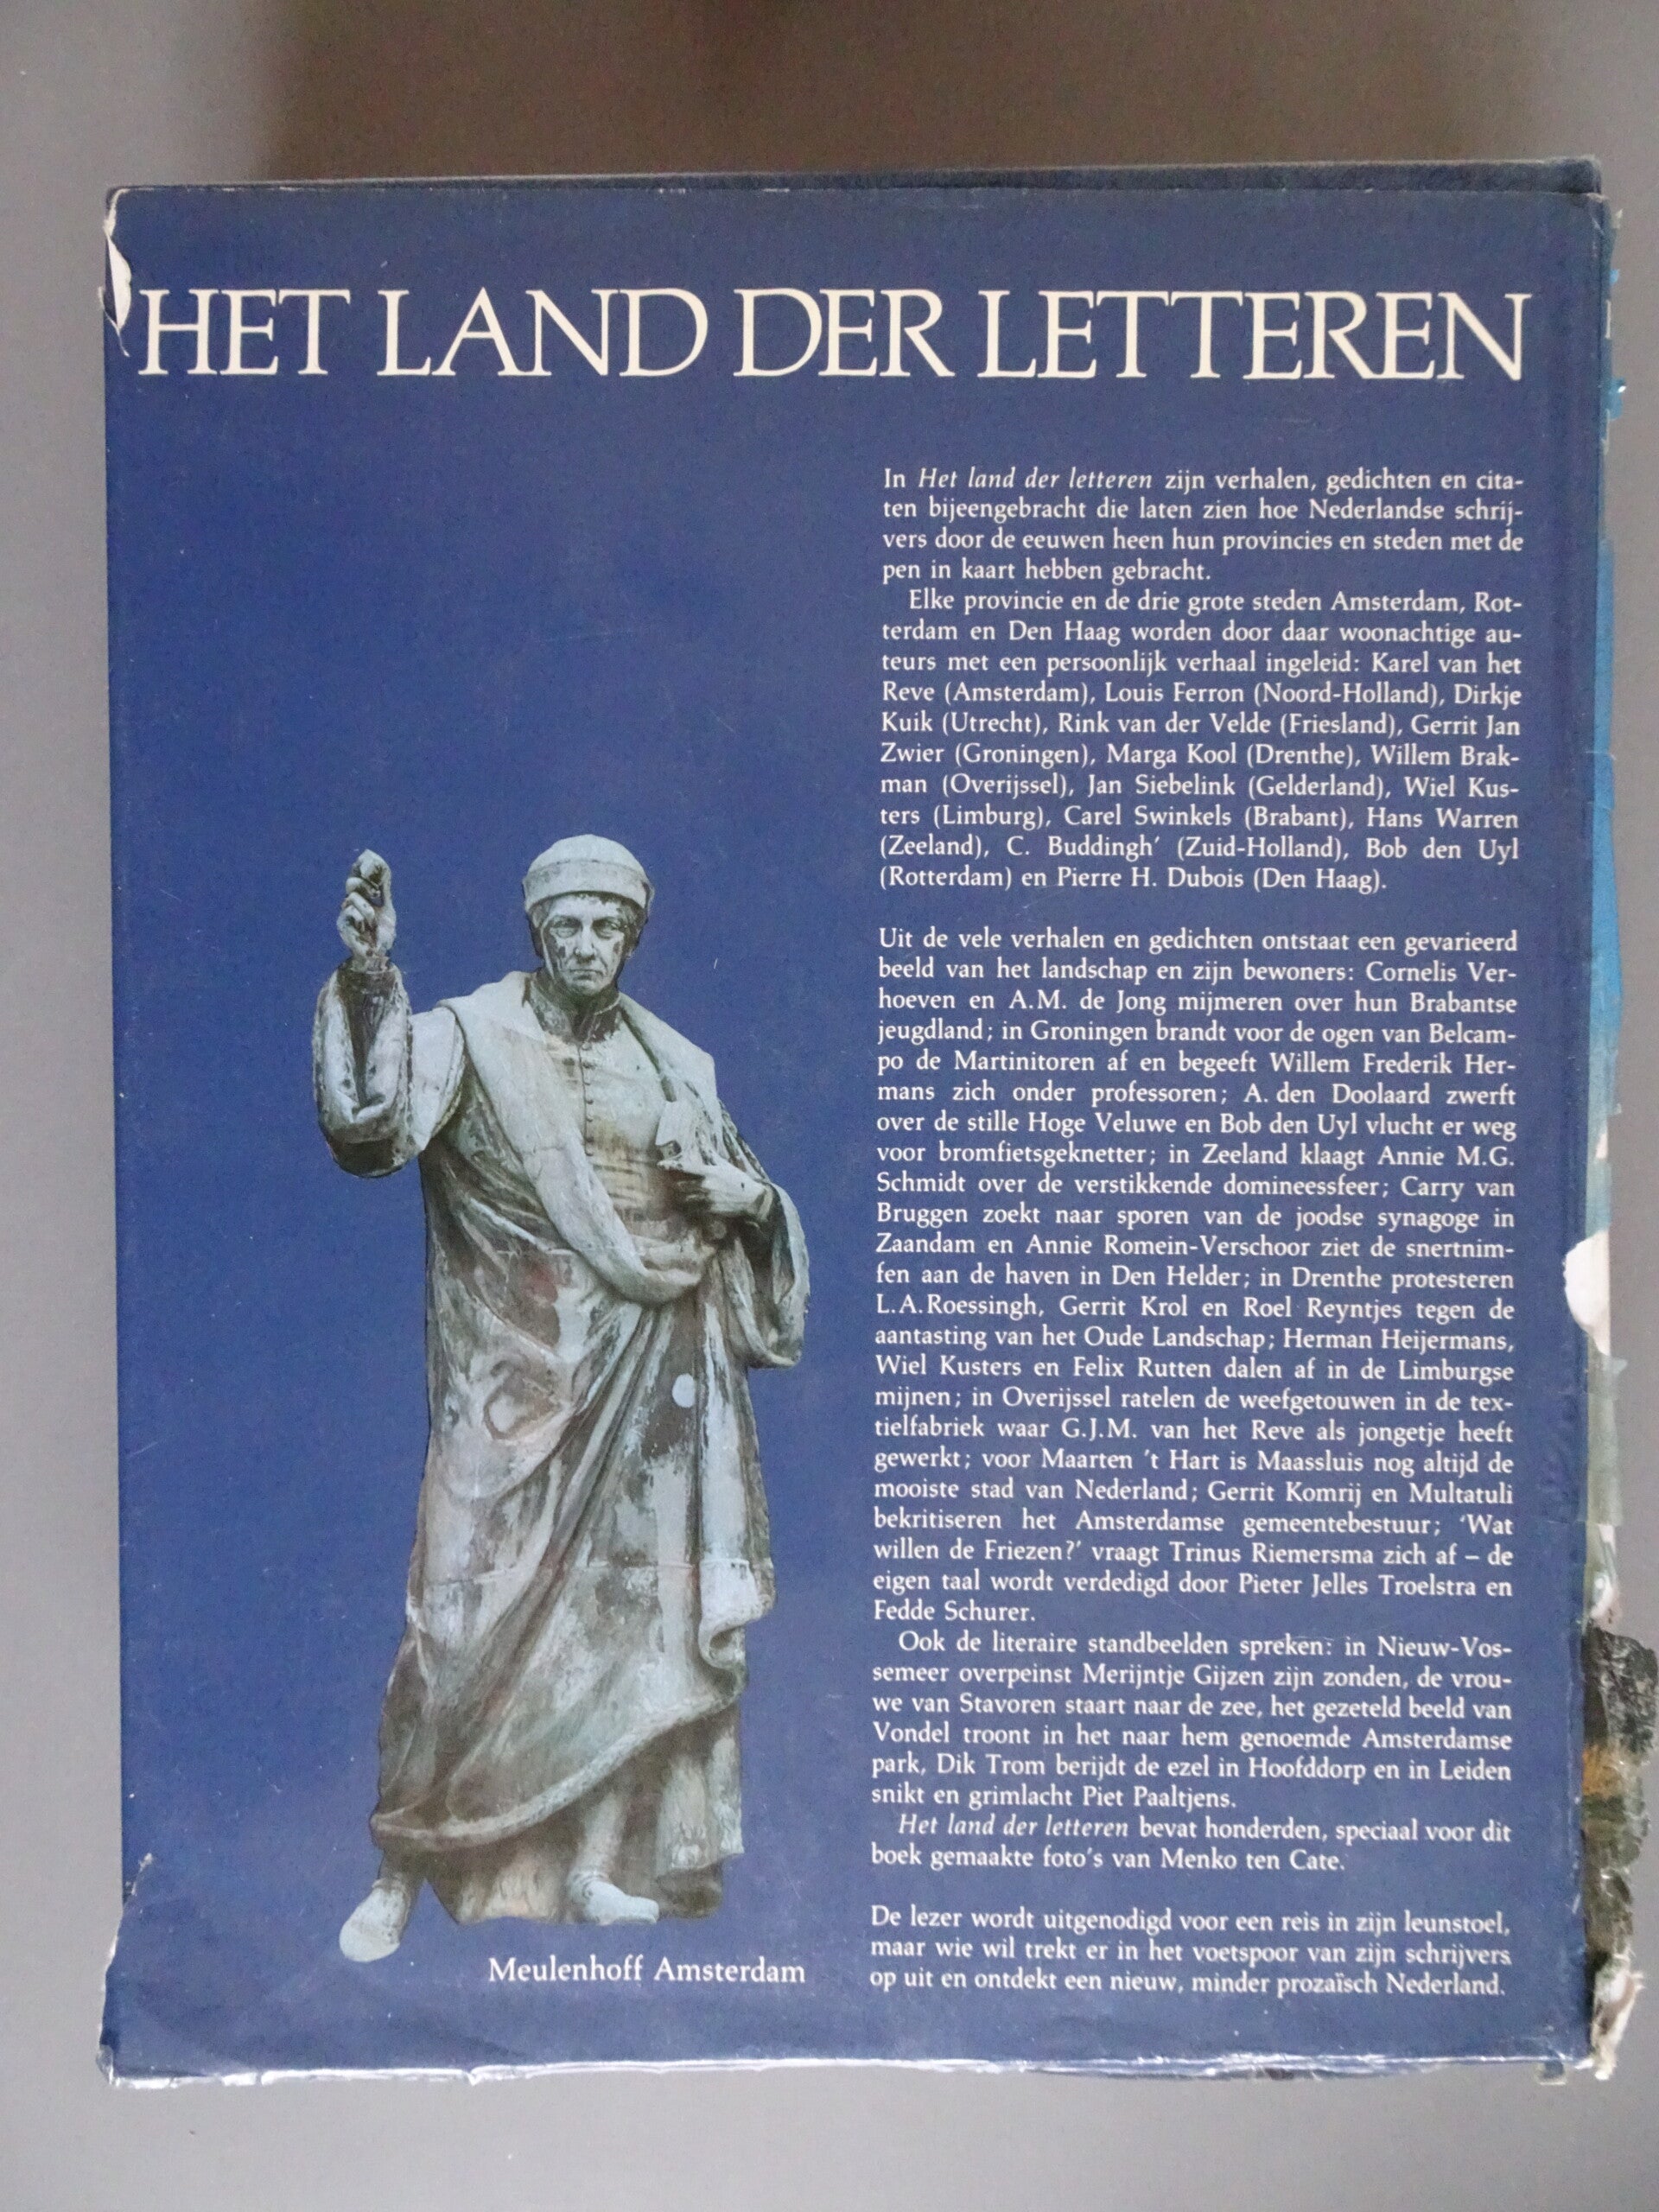 HET LAND DER LETTEREN
In Het land der letteren zijn verhalen, gedichten en cita-
ten bijeengebracht die laten zien hoe Nederlandse schrij-
vers door de eeuwen heen hun provincies en steden met de
pen in kaart hebben gebracht.
Elke provincie en de drie grote steden Amsterdam, Rot-
terdam en Den Haag worden door daar woonachtige au-
teurs met een persoonlijk verhaal ingeleid: Karel van het
Reve (Amsterdam), Louis Ferron (Noord-Holland), Dirkje
Kuik (Utrecht), Rink van der Velde (Friesland), Gerrit Jan
Zwier (Groningen), Marga Kool (Drenthe), Willem Brak-
man (Overijssel), Jan Siebelink (Gelderland), Wiel Kus-
ters (Limburg), Carel Swinkels (Brabant), Hans Warren
(Zeeland), C. Buddingh' (Zuid-Holland), Bob den Uyl
(Rotterdam) en Pierre H. Dubois (Den Haag).
Uit de vele verhalen en gedichten ontstaat een gevarieerd
beeld van het landschap en zijn bewoners: Cornelis Ver-
hoeven en A.M. de Jong mijmeren over hun Brabantse
jeugdland; in Groningen brandt voor de ogen van Belcam-
po de Martinitoren af en begeeft Willem Frederik Her-
mans zich onder professoren; A. den Doolaard zwerft
over de stille Hoge Veluwe en Bob den Uyl vlucht er weg
voor bromfietsgeknetter; in Zeeland klaagt Annie M.G.
Schmidt over de verstikkende domineessfeer; Carry van
Bruggen zoekt naar sporen van de joodse synagoge in
Zaandam en Annie Romein-Verschoor ziet de snertnim-
fen aan de haven in Den Helder; in Drenthe protesteren
L.A. Roessingh, Gerrit Krol en Roel Reyntjes tegen de
aantasting van het Oude Landschap; Herman Heijermans,
Wiel Kusters en Felix Rutten dalen af in de Limburgse
mijnen; in Overijssel ratelen de weefgetouwen in de tex-
tielfabriek waar G.J.M. van het Reve als jongetje heeft
gewerkt; voor Maarten 't Hart is Maassluis nog altijd de
mooiste stad van Nederland; Gerrit Komrij en Multatuli
bekritiseren het Amsterdamse gemeentebestuur; 'Wat
willen de Friezen?' vraagt Trinus Riemersma zich af – de
eigen taal wordt verdedigd door Pieter Jelles Troelstra en
Fedde Schurer.
Ook de literaire standbeelden spreken: in Nieuw-Vos-
semeer overpeinst Merijntje Gijzen zijn zonden, de vrou-
we van Stavoren staart naar de zee, het gezeteld beeld van
Vondel troont in het naar hem genoemde Amsterdamse
park, Dik Trom berijdt de ezel in Hoofddorp en in Leiden
snikt en grimlacht Piet Paaltjens.
Het land der letteren bevat honderden, speciaal voor dit
boek gemaakte foto's van Menko ten Cate.
De lezer wordt uitgenodigd voor een reis in zijn leunstoel,
maar wie wil trekt er in het voetspoor van zijn schrijvers
op uit en ontdekt een nieuw, minder prozaïsch Nederland.
Meulenhoff Amsterdam